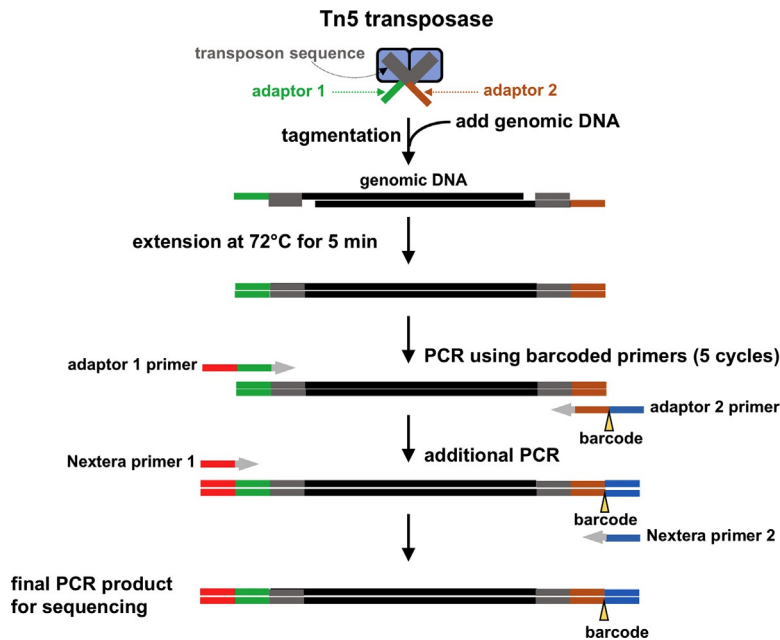 Tn5 transposase
transposon sequence
adaptor 1
adaptor 2
tagmentation
add genomic DNA
genomic DNA
extension at 72°C for 5 min
PCR using barcoded primers (5 cycles)
adaptor 1 primer
adaptor 2 primer
barcode
additional PCR
Nextera primer 1
barcode
Nextera primer 2
final PCR product
for sequencing
barcode